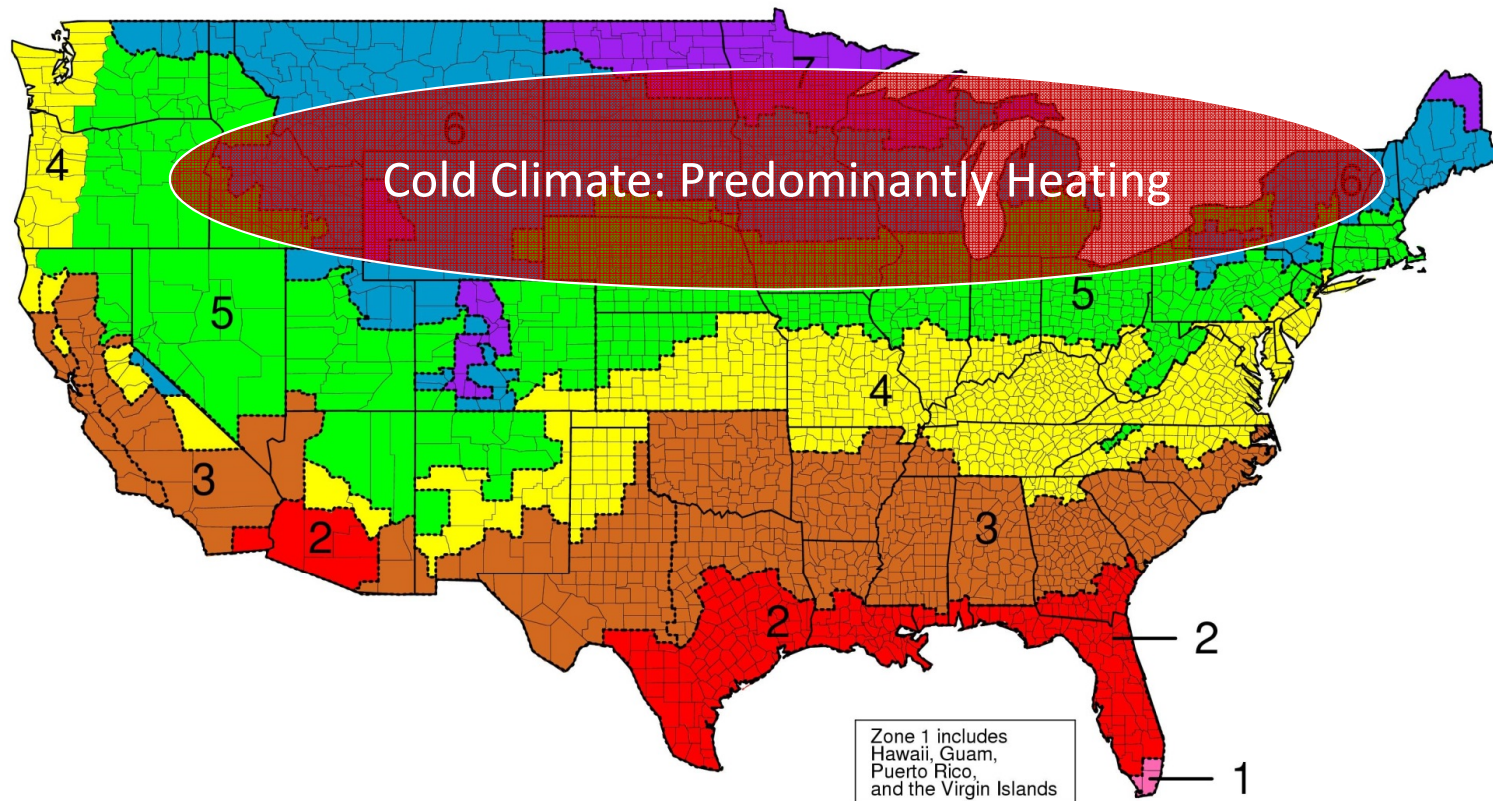 7
6
4
Cold Climate: Predominantly Heating
6
5
5
4
3
2
3
2
2
Zone 1 includes
Hawaii, Guam,
Puerto Rico,
and the Virgin Islands
1